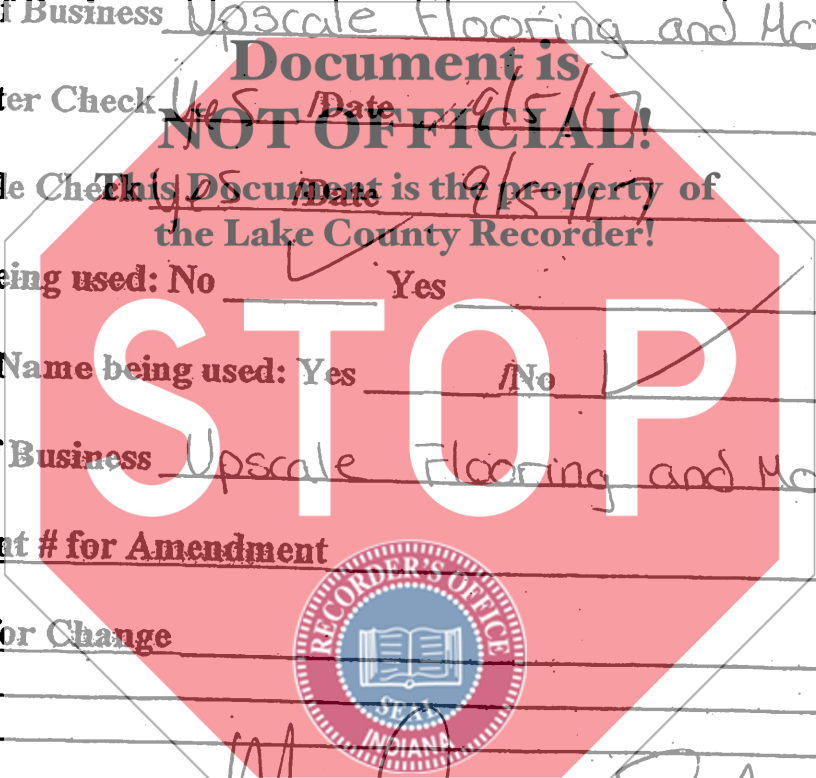 f Business Upscale Flooring and Mo
Document is
ter Check Yes /Date 9/5/17
NOT OFFICIAL!
le Check yes /Date 9/5/17
This Document is the property of
the Lake County Recorder!
eing used: No ✓ Yes
STOP
Name being used: Yes /No ✓
f Business Upscale Flooring and Mo
nt # for Amendment
RECORDER'S OFFICE
or Change
SEAL
INDIANA